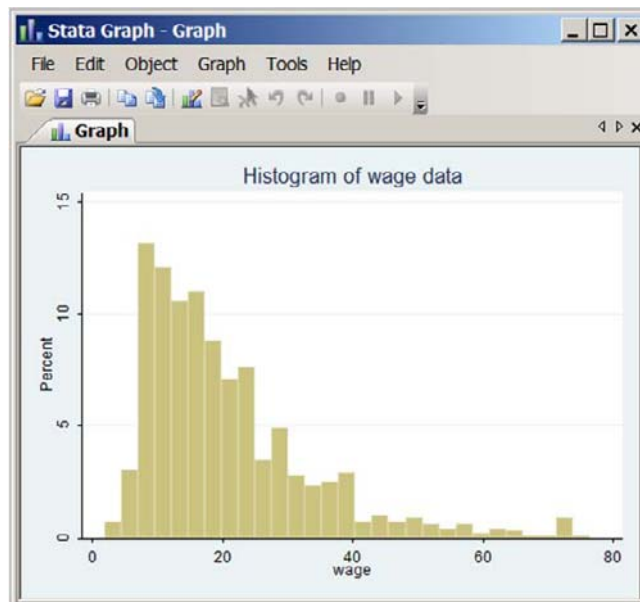 Stata Graph - Graph
File Edit Object Graph Tools Help
Graph
Histogram of wage data
15
10
5
0
Percent
0 20 40 60 80
wage